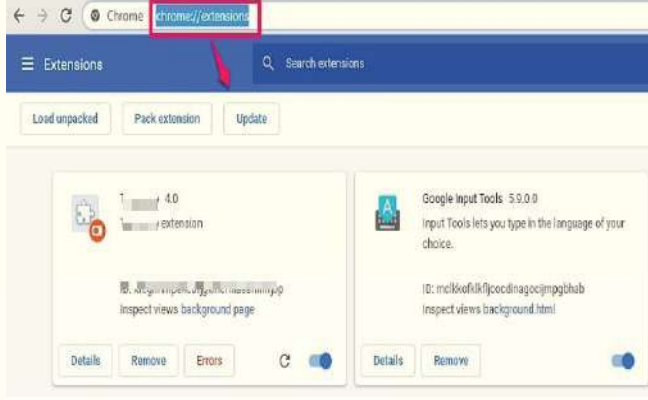 Chrome chrome://extensions
Extensions
Search extensions
Load unpacked Pack extension Update
4.0
extension
ID:
Inspect views background page
Details Remove Errors
Google Input Tools 5.9.0.0
Input Tools lets you type in the language of your
choice.
ID: mclkkofklkfljcocdinagocijmpgbhab
Inspect views background.html
Details Remove